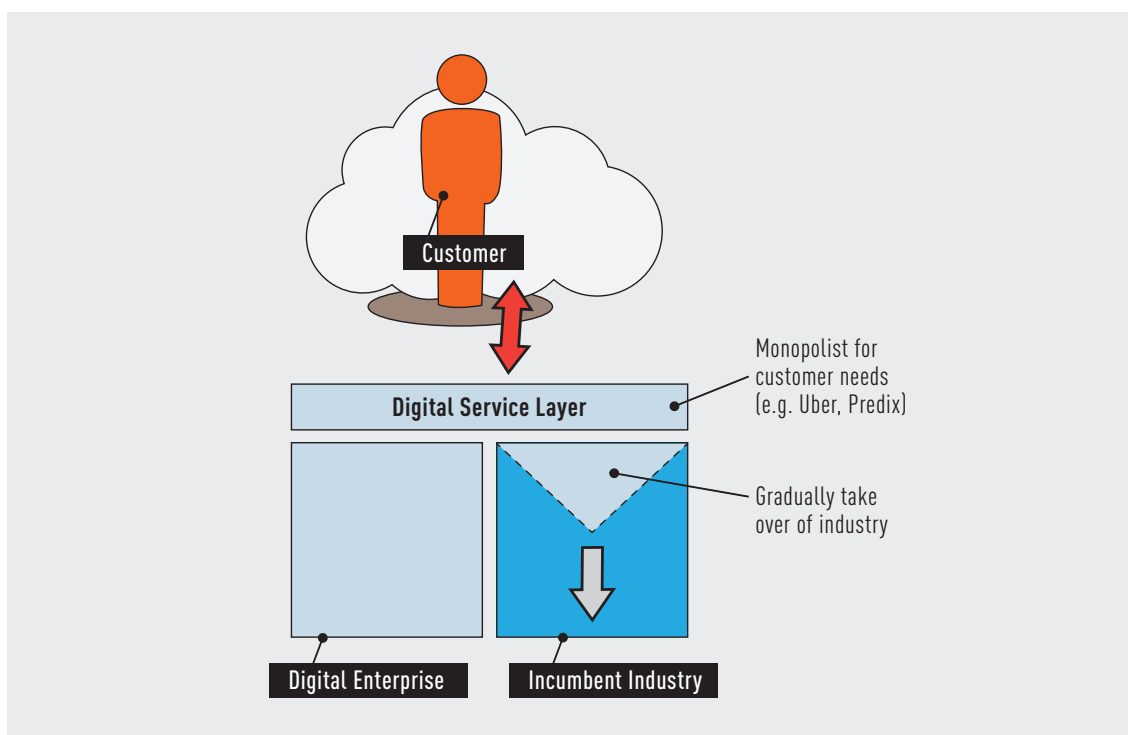 Customer
Monopolist for
customer needs
(e.g. Uber, Predix)
Digital Service Layer
Gradually take
over of industry
Digital Enterprise
Incumbent Industry